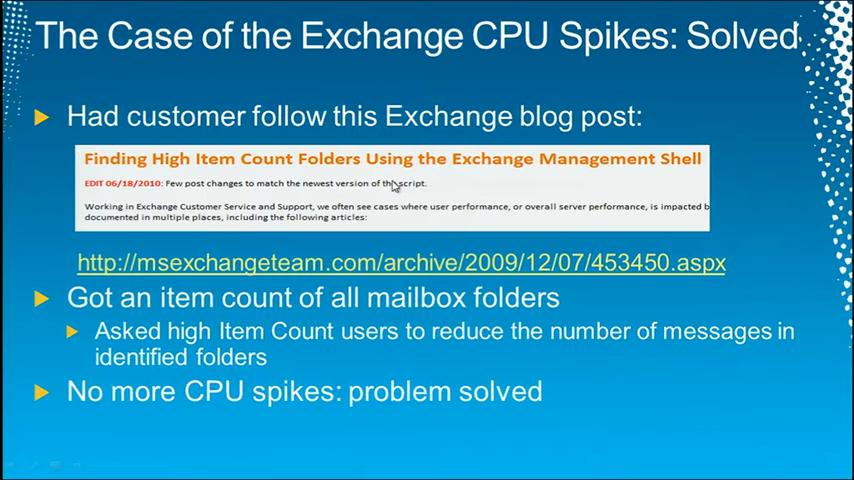 The Case of the Exchange CPU Spikes: Solved
Had customer follow this Exchange blog post:
Finding High Item Count Folders Using the Exchange Management Shell
EDIT 06/18/2010: Few post changes to match the newest version of the script.
Working in Exchange Customer Service and Support, we often see cases where user performance, or overall server performance, is impacted b
documented in multiple places, including the following articles:
http://msexchangeteam.com/archive/2009/12/07/453450.aspx
Got an item count of all mailbox folders
Asked high Item Count users to reduce the number of messages in
identified folders
No more CPU spikes: problem solved